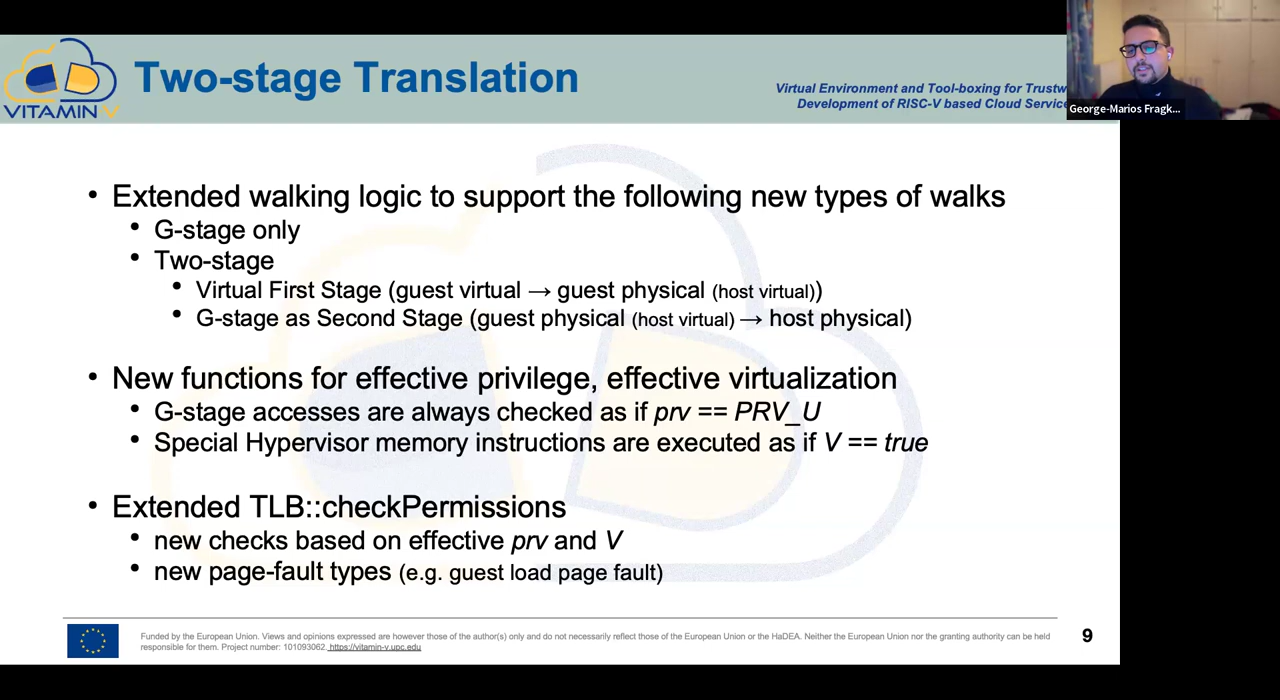 VITAMIN V
Two-stage Translation
Virtual Environment and Tool-boxing for Trustw
Development of RISC-V based Cloud Service
George-Marios Fragk...
• Extended walking logic to support the following new types of walks
• G-stage only
• Two-stage
• Virtual First Stage (guest virtual → guest physical (host virtual))
• G-stage as Second Stage (guest physical (host virtual) → host physical)
• New functions for effective privilege, effective virtualization
• G-stage accesses are always checked as if prv == PRV_U
• Special Hypervisor memory instructions are executed as if V == true
• Extended TLB::checkPermissions
• new checks based on effective prv and V
• new page-fault types (e.g. guest load page fault)
Funded by the European Union. Views and opinions expressed are however those of the author(s) only and do not necessarily reflect those of the European Union or the HaDEA. Neither the European Union nor the granting authority can be held
responsible for them. Project number: 101093062. https://vitamin-v.upc.edu
9